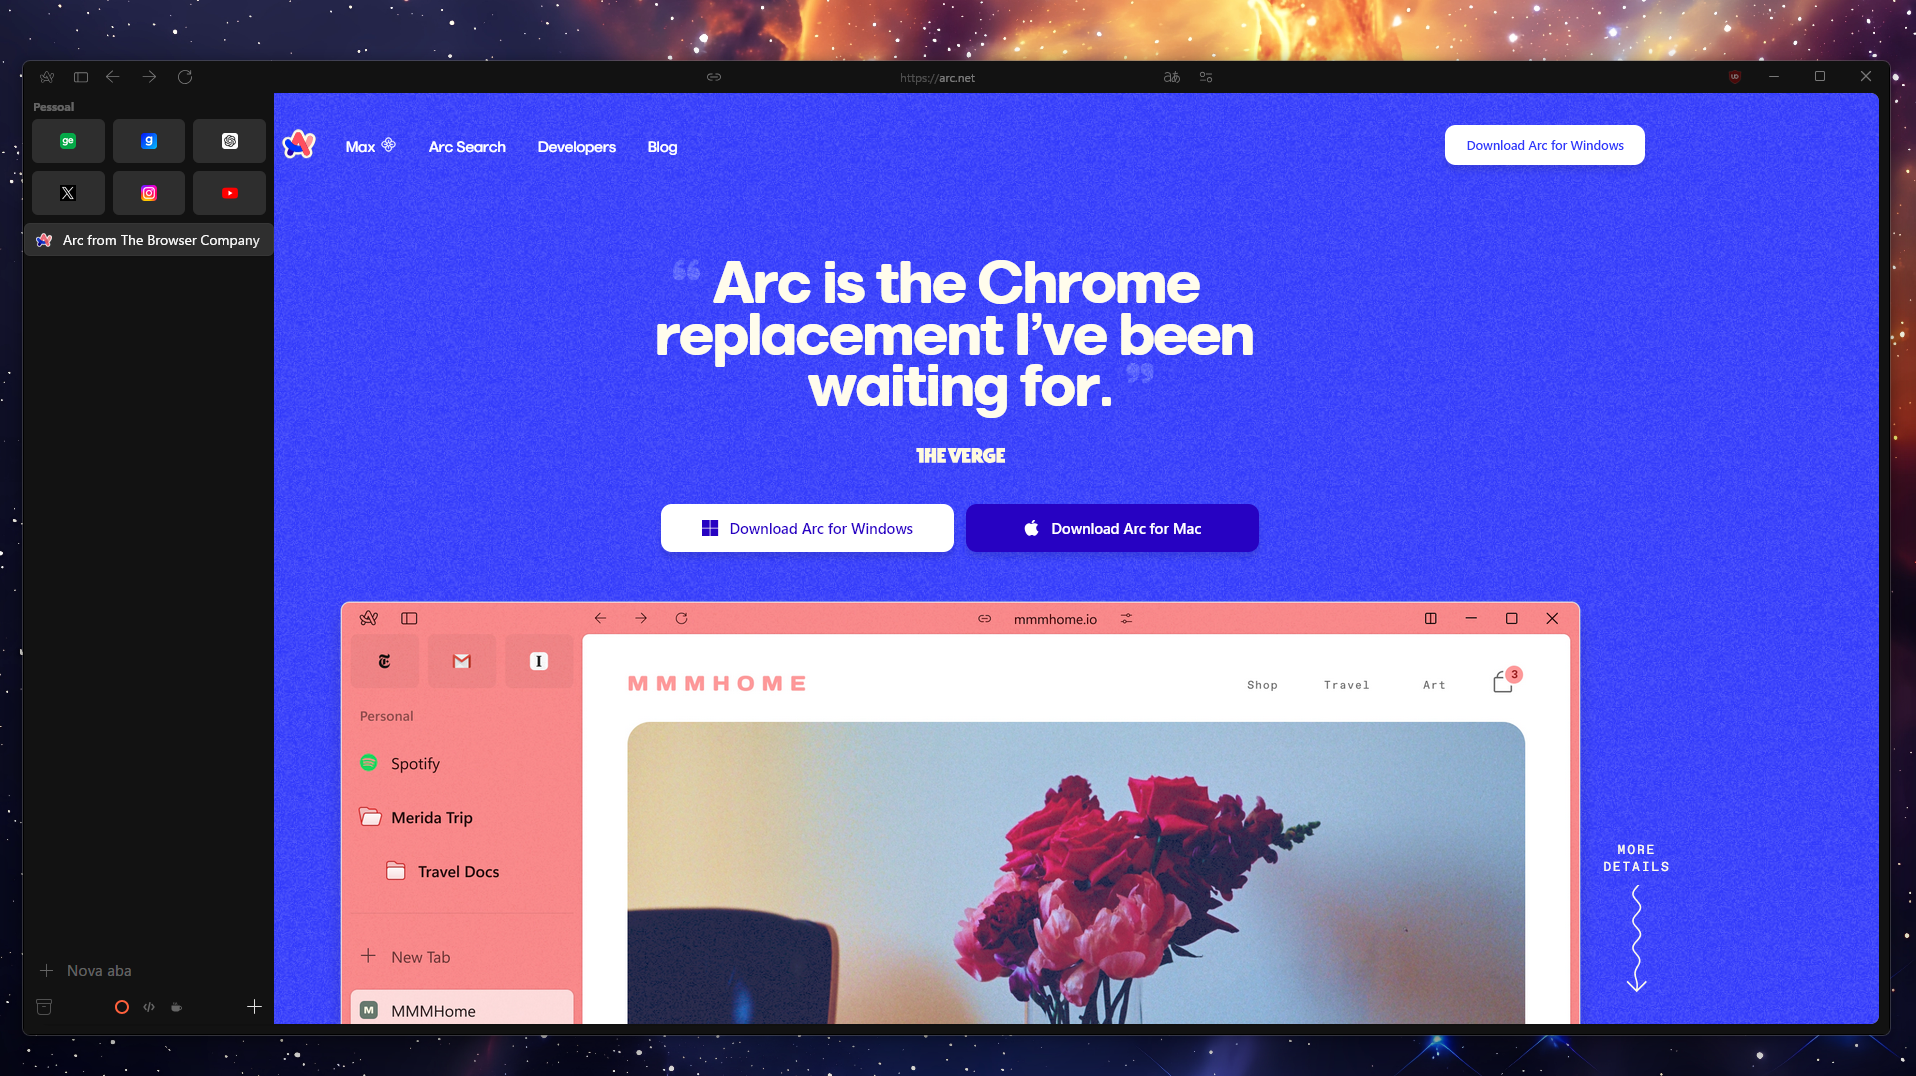 https://arc.net
Pessoal
ge
g
X
Arc from The Browser Company
Nova aba
Max
Arc Search
Developers
Blog
Download Arc for Windows
“ Arc is the Chrome
replacement I’ve been
waiting for. ”
THE VERGE
Download Arc for Windows
Download Arc for Mac
mmmhome.io
T
M
I
Personal
Spotify
Merida Trip
Travel Docs
New Tab
M
MMMHome
MMMHOME
Shop
Travel
Art
3
MORE
DETAILS